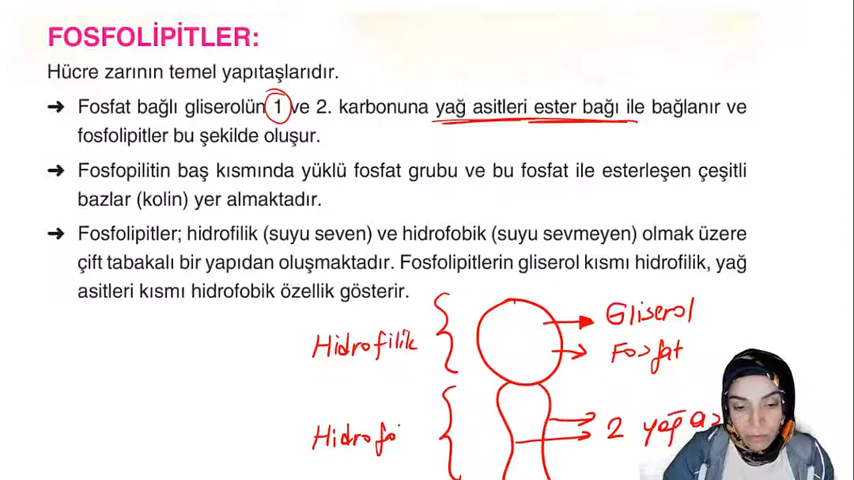 FOSFOLİPİTLER:
Hücre zarının temel yapıtaşlarıdır.
➔ Fosfat bağlı gliserolün 1 ve 2. karbonuna yağ asitleri ester bağı ile bağlanır ve
fosfolipitler bu şekilde oluşur.
➔ Fosfopilitin baş kısmında yüklü fosfat grubu ve bu fosfat ile esterleşen çeşitli
bazlar (kolin) yer almaktadır.
➔ Fosfolipitler; hidrofilik (suyu seven) ve hidrofobik (suyu sevmeyen) olmak üzere
çift tabakalı bir yapıdan oluşmaktadır. Fosfolipitlerin gliserol kısmı hidrofilik, yağ
asitleri kısmı hidrofobik özellik gösterir.
Gliserol
Hidrofilik
Fosfat
Hidrofo
2 yağ